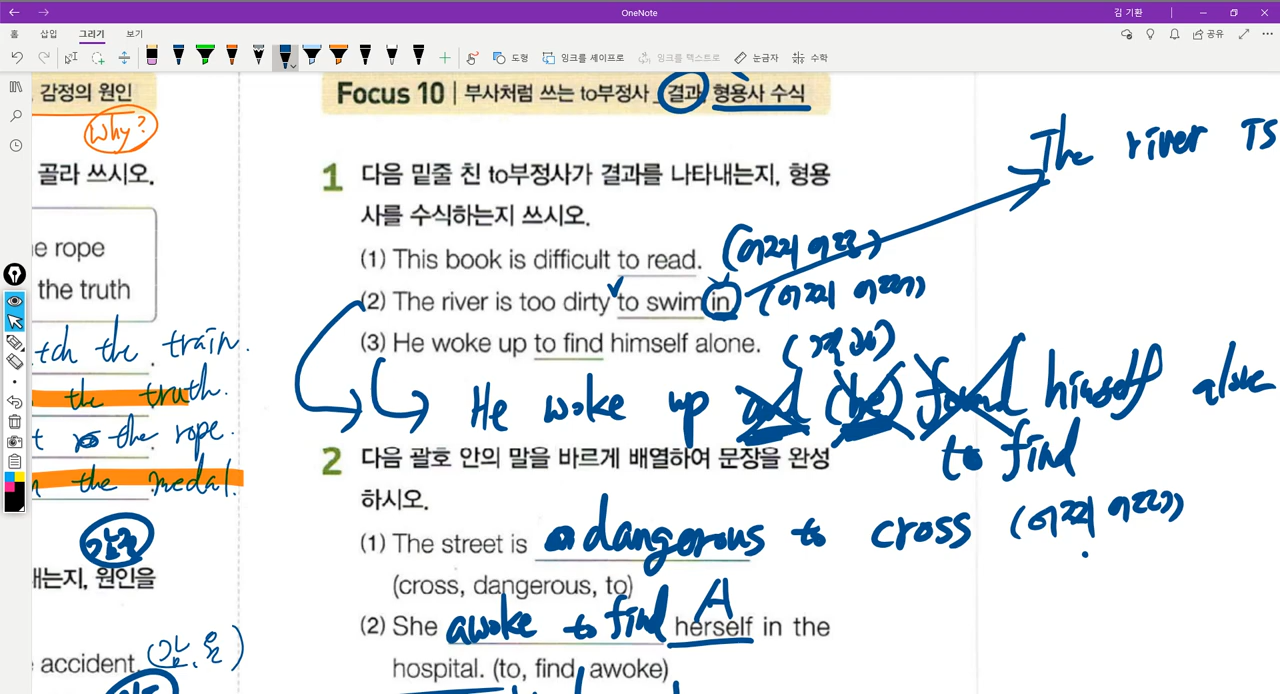 OneNote
김 기환
홈 삽입 그리기 보기
공유
도형 잉크를 셰이프로 잉크를 텍스트로 눈금자 수학
, 감정의 원인
Why?
골라 쓰시오.
e rope
the truth
tch the train.
the truth.
the rope.
the medal.
내는지, 원인을
accident.
Focus 10 | 부사처럼 쓰는 to부정사_결과, 형용사 수식
The river is
1 다음 밑줄 친 to부정사가 결과를 나타내는지, 형용
사를 수식하는지 쓰시오.
(1) This book is difficult to read.
(2) The river is too dirty to swim in
(3) He woke up to find himself alone.
He woke up and (he) found himself alone
to find
2 다음 괄호 안의 말을 바르게 배열하여 문장을 완성
하시오.
(1) The street is dangerous to cross
(cross, dangerous, to)
A
(2) She awoke to find herself in the
hospital. (to, find, awoke)